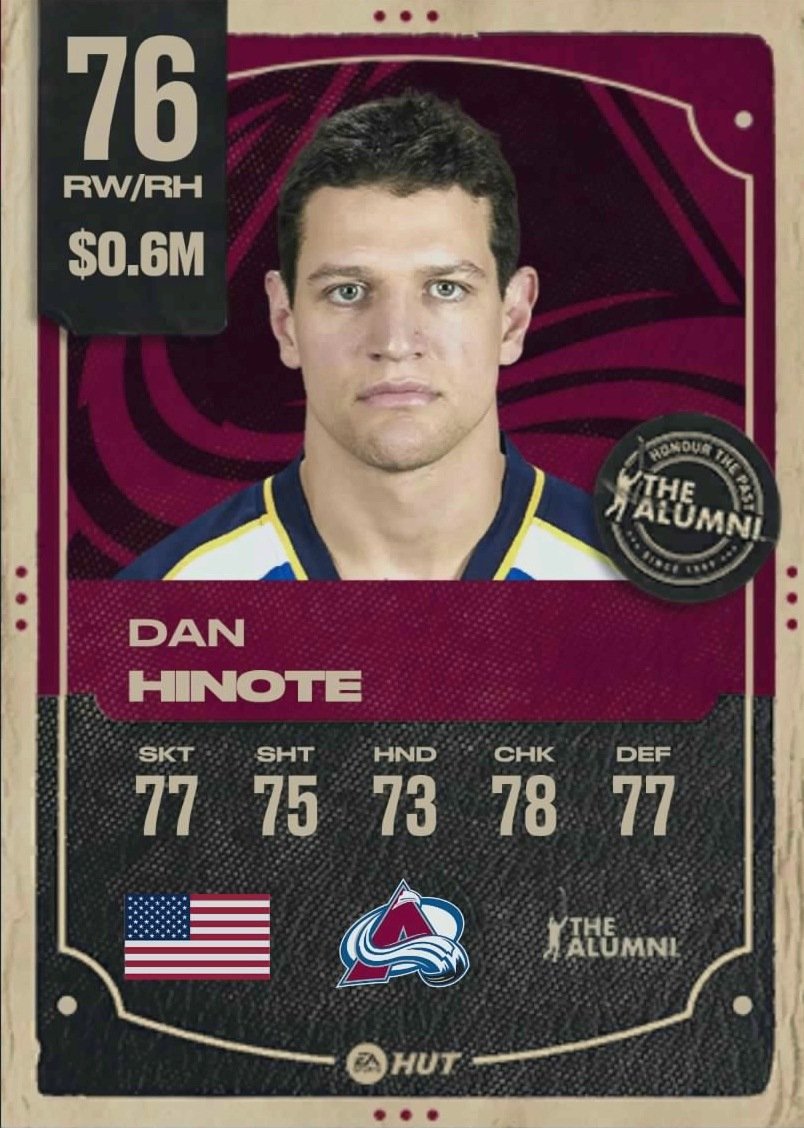 76
RW/RH
$0.6M
HONOUR THE PAST
THE
ALUMNI
DAN
HINOTE
SKT SHT HND CHK DEF
77 75 73 78 77
A
THE
ALUMNI
EA
HUT